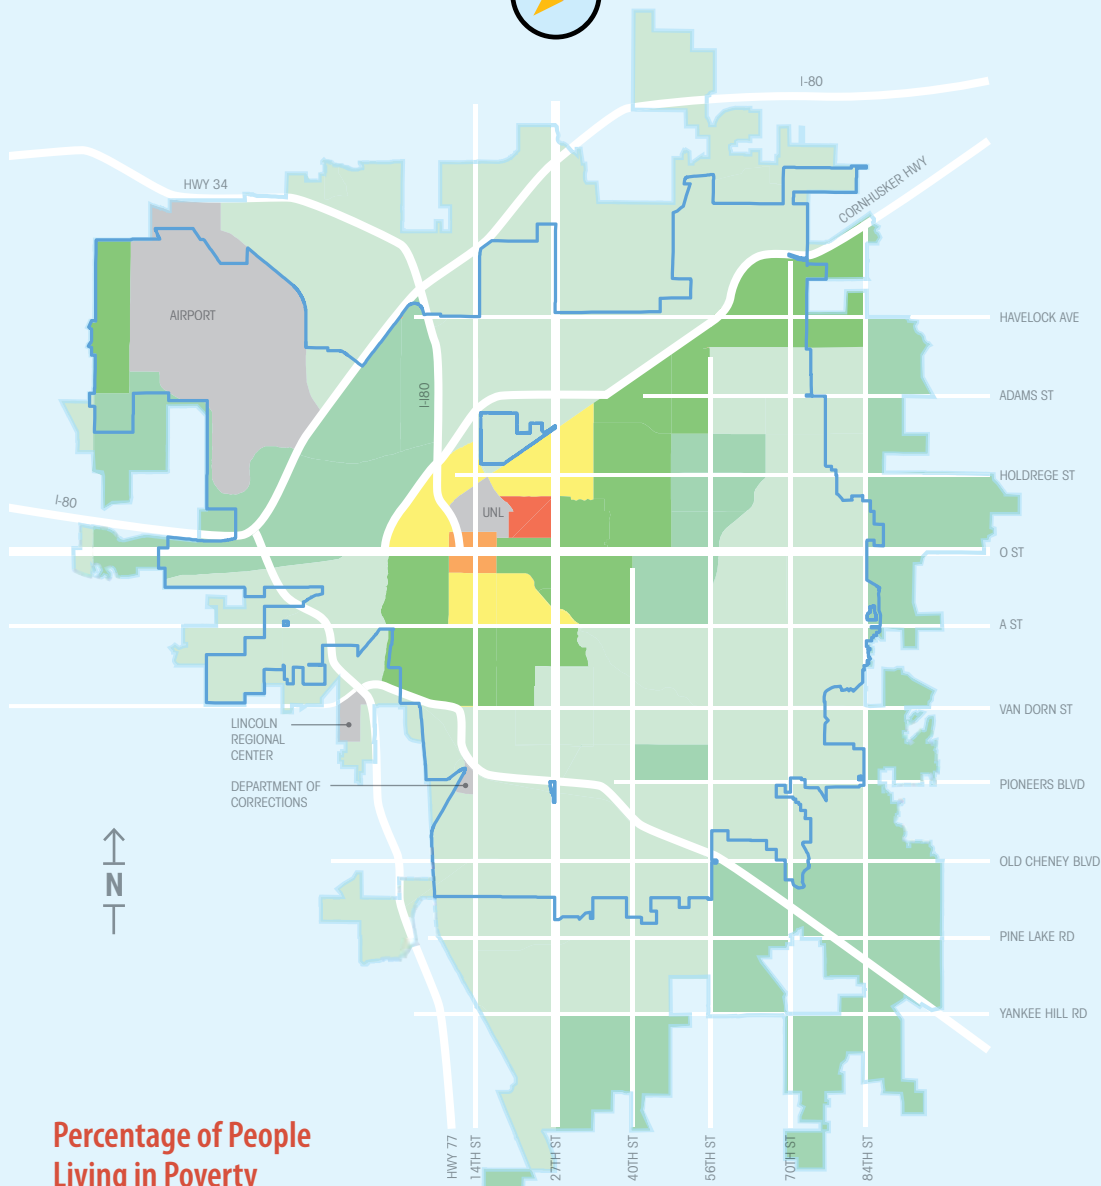 I-80
HWY 34
CORNHUSKER HWY
AIRPORT
HAVELOCK AVE
I-I80
ADAMS ST
HOLDREGE ST
I-80
UNL
O ST
A ST
VAN DORN ST
LINCOLN
REGIONAL
CENTER
DEPARTMENT OF
CORRECTIONS
PIONEERS BLVD
N
OLD CHENEY BLVD
PINE LAKE RD
YANKEE HILL RD
HWY 77
14TH ST
27TH ST
40TH ST
56TH ST
70TH ST
84TH ST
Percentage of People
Living in Poverty